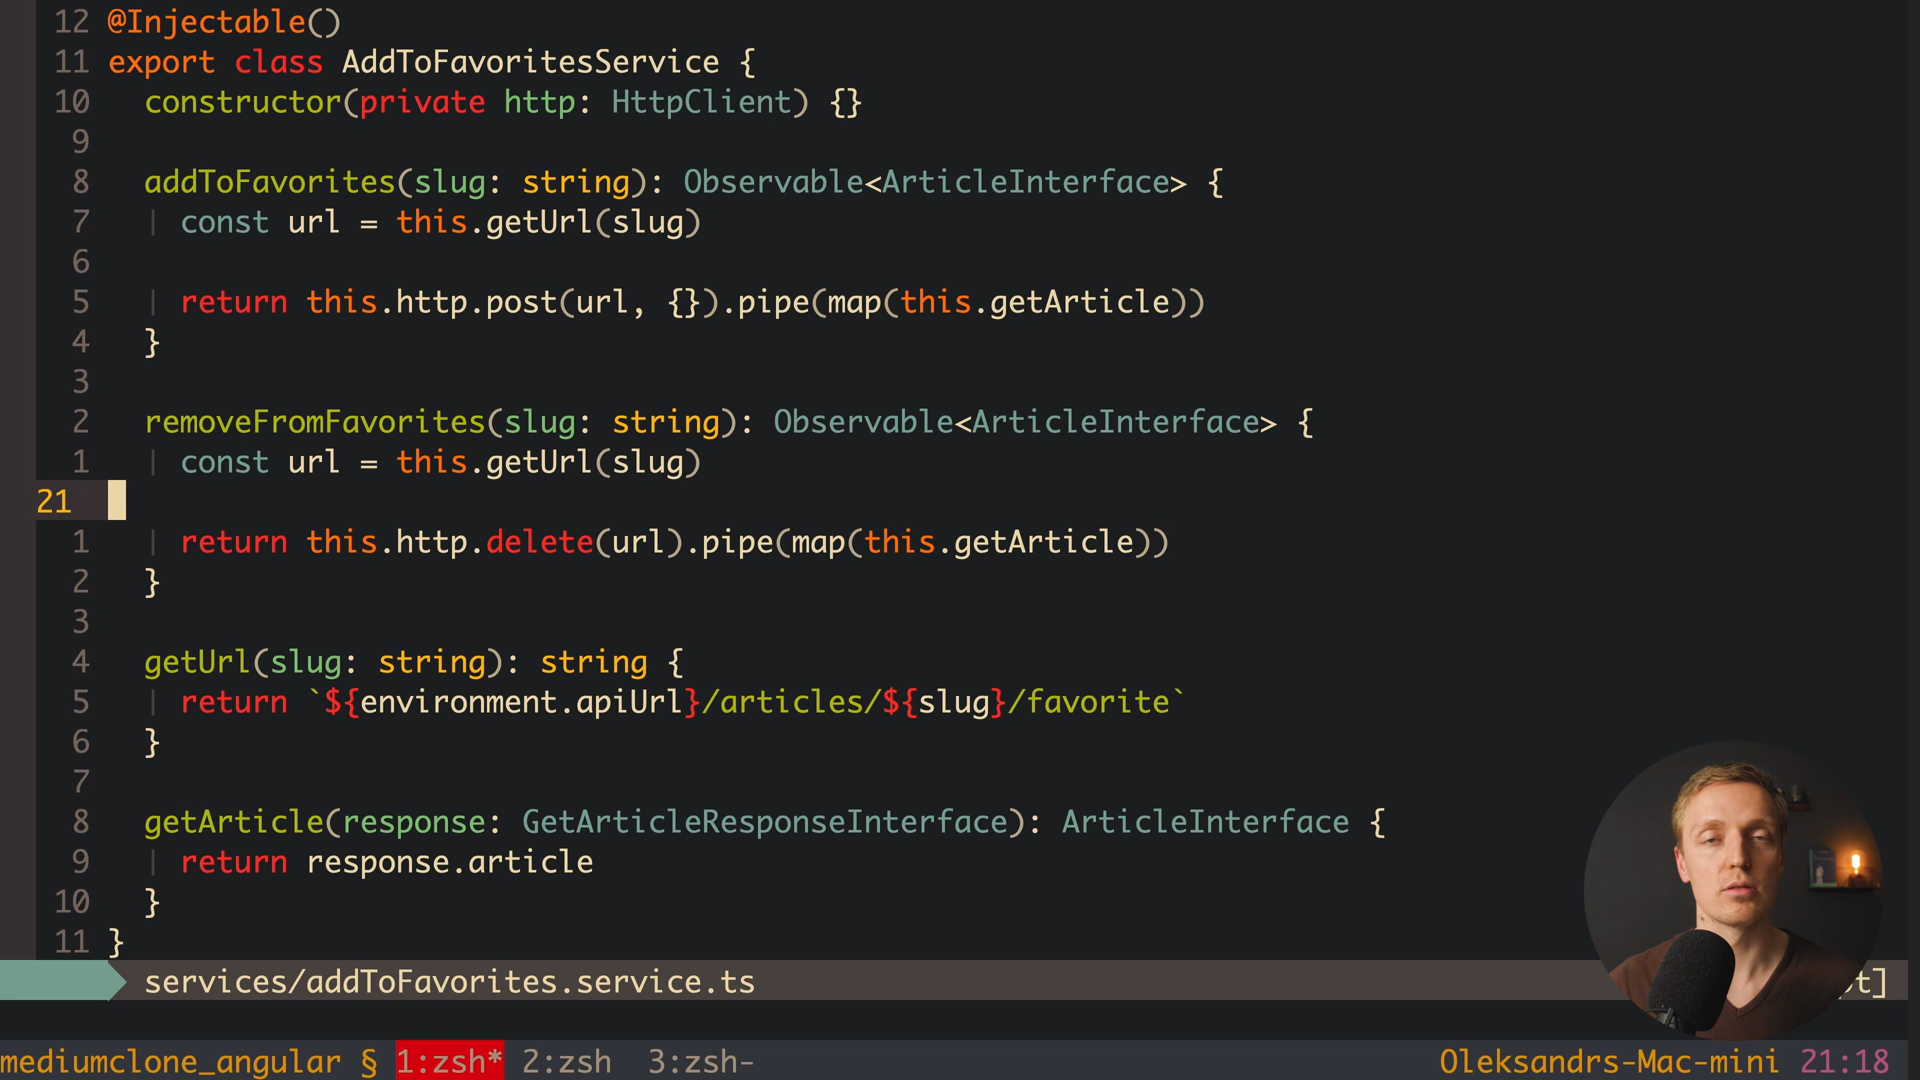 12 @Injectable()
11 export class AddToFavoritesService {
10   constructor(private http: HttpClient) {}
9
8   addToFavorites(slug: string): Observable<ArticleInterface> {
7     const url = this.getUrl(slug)
6
5     return this.http.post(url, {}).pipe(map(this.getArticle))
4   }
3
2   removeFromFavorites(slug: string): Observable<ArticleInterface> {
1     const url = this.getUrl(slug)
21
1     return this.http.delete(url).pipe(map(this.getArticle))
2   }
3
4   getUrl(slug: string): string {
5     return `${environment.apiUrl}/articles/${slug}/favorite`
6   }
7
8   getArticle(response: GetArticleResponseInterface): ArticleInterface {
9     return response.article
10   }
11 }
services/addToFavorites.service.ts t]
mediumclone_angular § 1:zsh* 2:zsh 3:zsh- Oleksandrs-Mac-mini 21:18